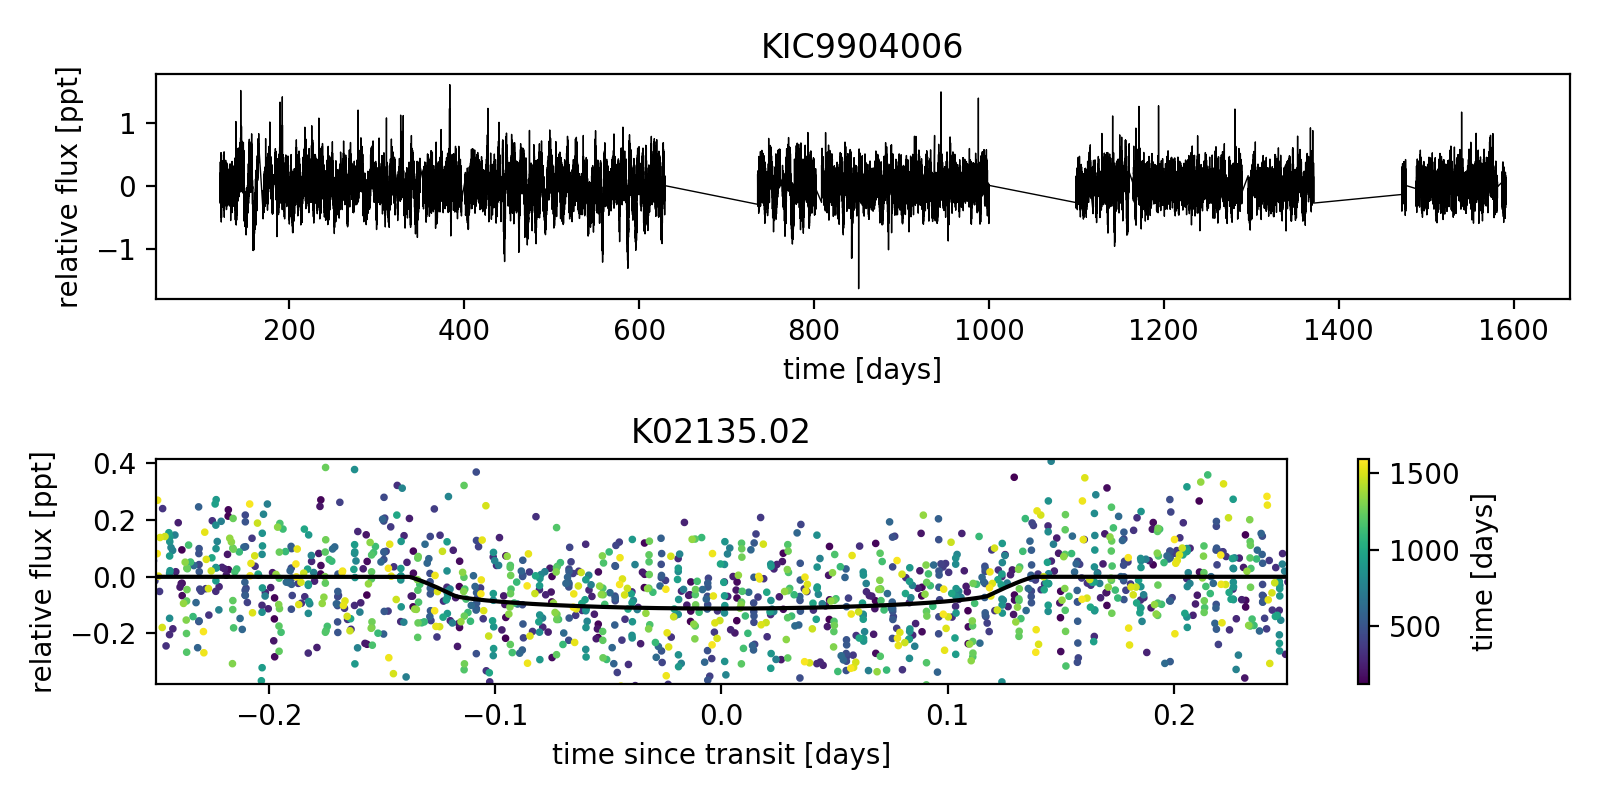 KIC9904006
relative flux [ppt]
1
0
−1
200 400 600 800 1000 1200 1400 1600
time [days]
K02135.02
relative flux [ppt]
0.4
0.2
0.0
−0.2
−0.2 −0.1 0.0 0.1 0.2
time since transit [days]
1500
1000
500
time [days]